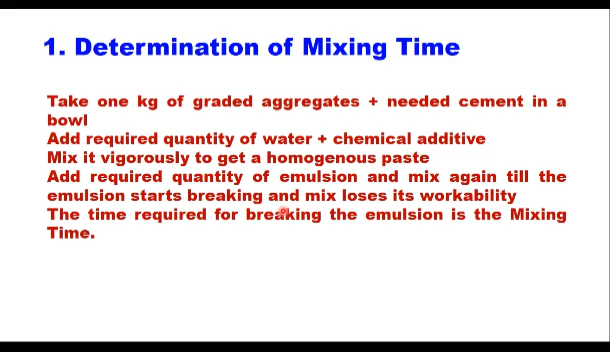 1. Determination of Mixing Time
Take one kg of graded aggregates + needed cement in a
bowl
Add required quantity of water + chemical additive
Mix it vigorously to get a homogenous paste
Add required quantity of emulsion and mix again till the
emulsion starts breaking and mix loses its workability
The time required for breaking the emulsion is the Mixing
Time.